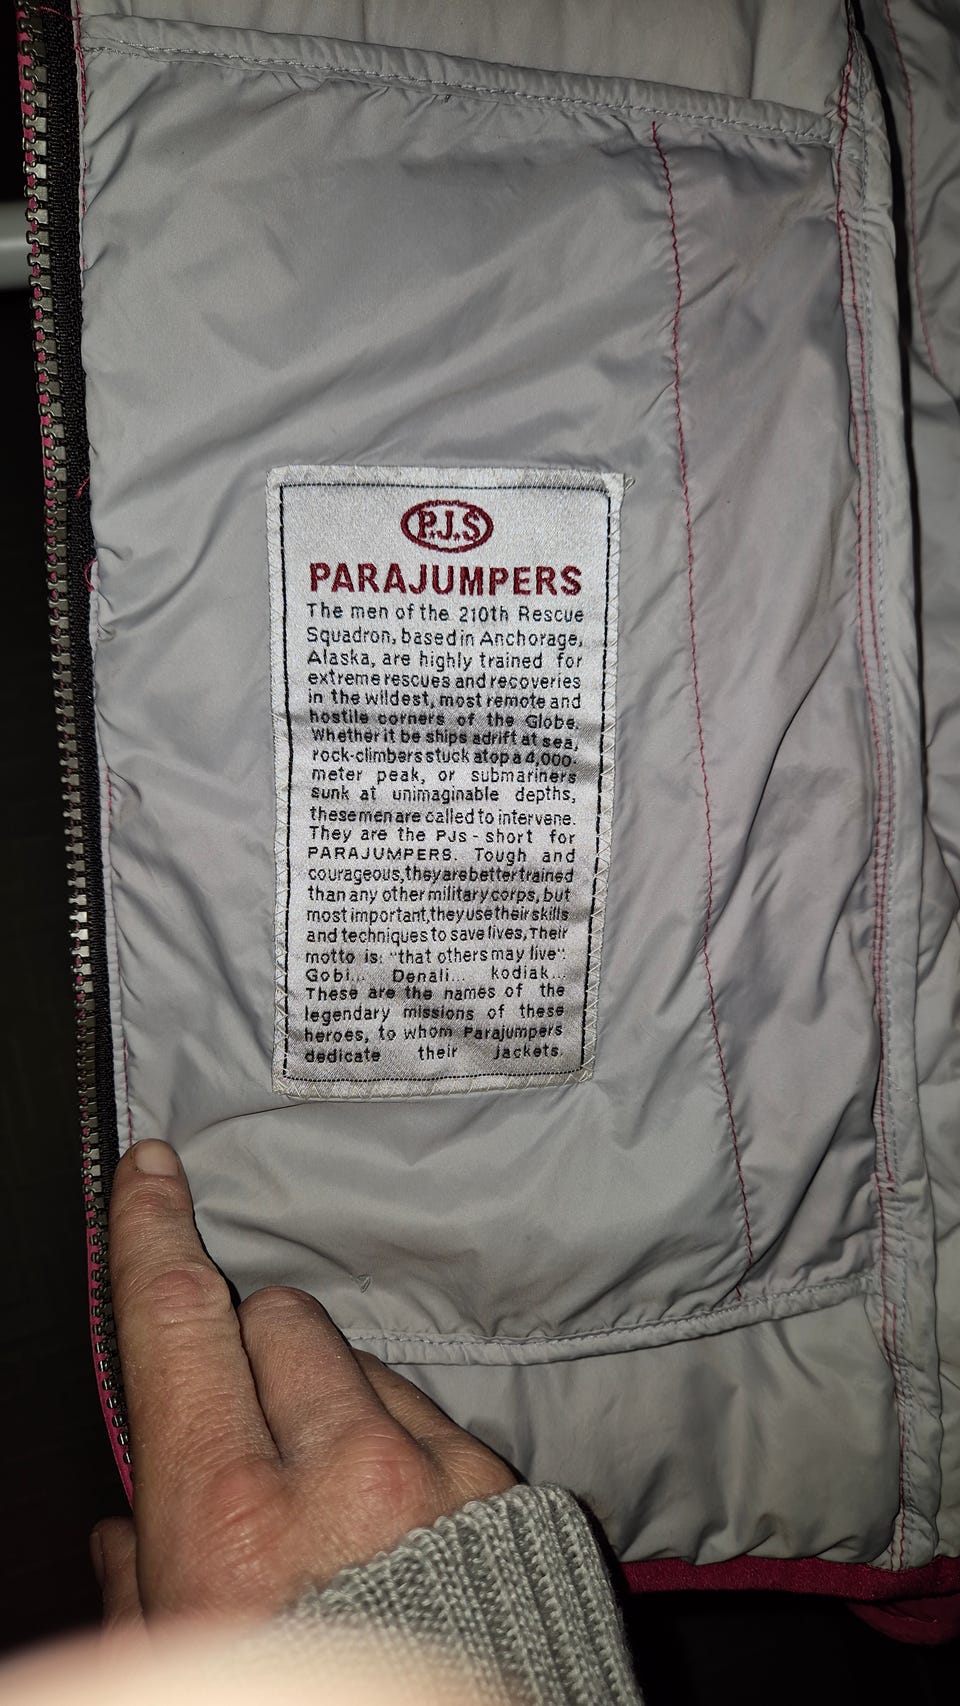 P.J.S
PARAJUMPERS
The men of the 210th Rescue
Squadron, based in Anchorage,
Alaska, are highly trained for
extreme rescues and recoveries
in the wildest, most remote and
hostile corners of the Globe.
Whether it be ships adrift at sea,
rock-climbers stuck atop a 4,000-
meter peak, or submariners
sunk at unimaginable depths,
these men are called to intervene.
They are the PJs - short for
PARAJUMPERS. Tough and
courageous, they are better trained
than any other military corps, but
most important, they use their skills
and techniques to save lives, Their
motto is: "that others may live":
Gobi... Denali... kodiak...
These are the names of the
legendary missions of these
heroes, to whom Parajumpers
dedicate their jackets.